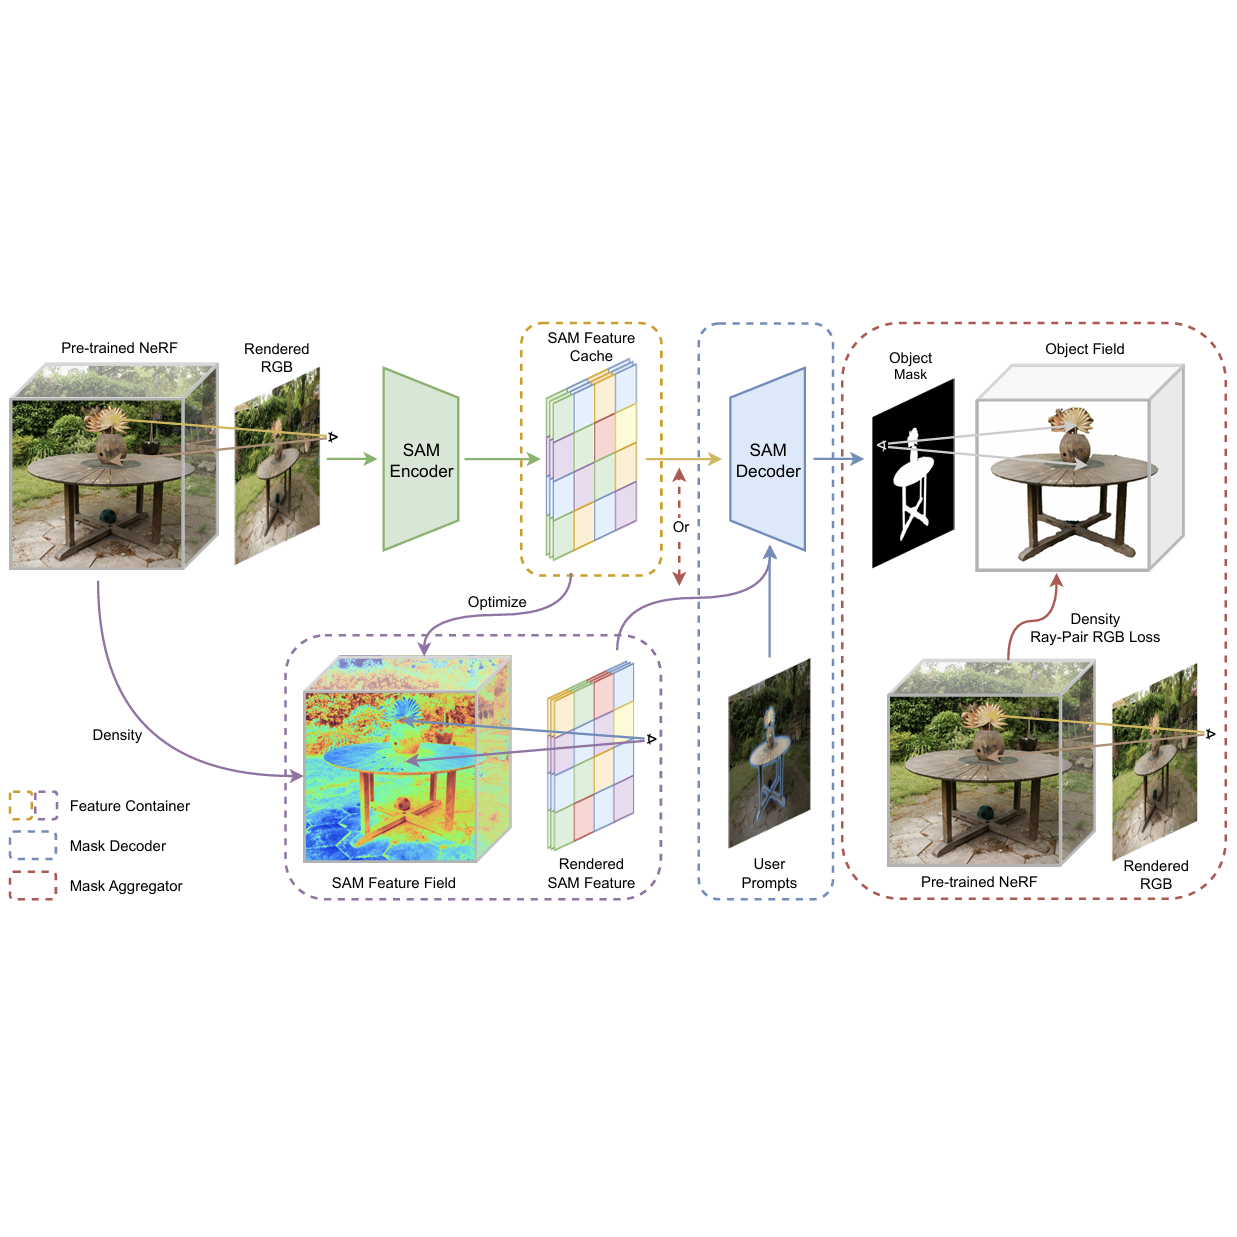 Pre-trained NeRF
Rendered
RGB
SAM
Encoder
SAM Feature
Cache
SAM
Decoder
Object
Mask
Object Field
Or
Optimize
Density
Density
Ray-Pair RGB Loss
Feature Container
Mask Decoder
Mask Aggregator
SAM Feature Field
Rendered
SAM Feature
User
Prompts
Pre-trained NeRF
Rendered
RGB